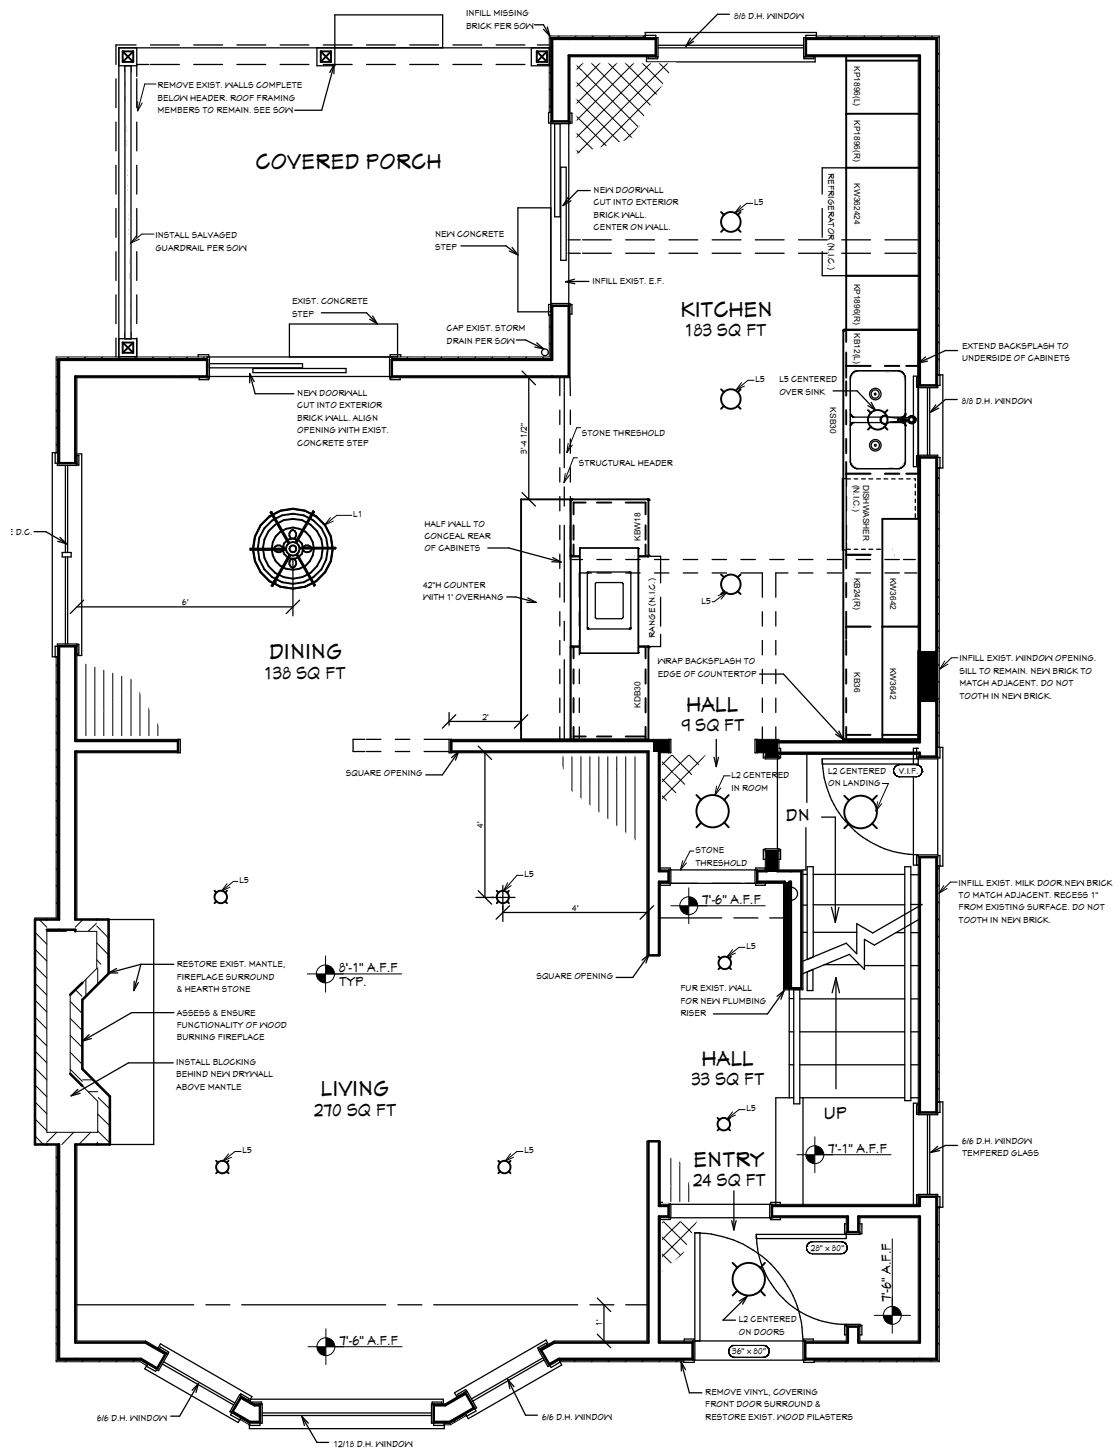 INFILL MISSING
BRICK PER SOW
8/8 D.H. WINDOW
REMOVE EXIST. WALLS COMPLETE
BELOW HEADER. ROOF FRAMING
MEMBERS TO REMAIN. SEE SOW
COVERED PORCH
KP1896(L)
KP1896(R)
KW362424
REFRIGERATOR (N.I.C.)
KP1896(R)
KB12(L)
NEW DOORWALL
CUT INTO EXTERIOR
BRICK WALL.
CENTER ON WALL.
L5
INSTALL SALVAGED
GUARDRAIL PER SOW
NEW CONCRETE
STEP
INFILL EXIST. E.F.
KITCHEN
183 SQ FT
EXIST. CONCRETE
STEP
CAP EXIST. STORM
DRAIN PER SOW
EXTEND BACKSPLASH TO
UNDERSIDE OF CABINETS
L5
L5 CENTERED
OVER SINK
KSB30
8/8 D.H. WINDOW
NEW DOORWALL
CUT INTO EXTERIOR
BRICK WALL. ALIGN
OPENING WITH EXIST.
CONCRETE STEP
3'-4 1/2"
STONE THRESHOLD
STRUCTURAL HEADER
DISHWASHER
(N.I.C.)
L1
E D.C.
HALF WALL TO
CONCEAL REAR
OF CABINETS
KBW18
42"H COUNTER
WITH 1' OVERHANG
RANGE(N.I.C.)
L5
KB24(R)
KW3642
6'
DINING
138 SQ FT
WRAP BACKSPLASH TO
EDGE OF COUNTERTOP
KDB30
KB36
KW3642
INFILL EXIST. WINDOW OPENING.
SILL TO REMAIN. NEW BRICK TO
MATCH ADJACENT. DO NOT
TOOTH IN NEW BRICK.
2'
HALL
9 SQ FT
SQUARE OPENING
L2 CENTERED
IN ROOM
L2 CENTERED
ON LANDING
V.I.F.
DN
4'
STONE
THRESHOLD
L5
L5
4'
7'-6" A.F.F
INFILL EXIST. MILK DOOR.NEW BRICK
TO MATCH ADJACENT. RECESS 1"
FROM EXISTING SURFACE. DO NOT
TOOTH IN NEW BRICK.
RESTORE EXIST. MANTLE,
FIREPLACE SURROUND
& HEARTH STONE
8'-1" A.F.F
TYP.
SQUARE OPENING
L5
FUR EXIST. WALL
FOR NEW PLUMBING
RISER
ASSESS & ENSURE
FUNCTIONALITY OF WOOD
BURNING FIREPLACE
INSTALL BLOCKING
BEHIND NEW DRYWALL
ABOVE MANTLE
LIVING
270 SQ FT
HALL
33 SQ FT
L5
UP
L5
L5
7'-1" A.F.F
6/6 D.H. WINDOW
TEMPERED GLASS
ENTRY
24 SQ FT
28" x 80"
7'-6" A.F.F
L2 CENTERED
ON DOORS
1'
7'-6" A.F.F
36" x 80"
REMOVE VINYL, COVERING
FRONT DOOR SURROUND &
RESTORE EXIST. WOOD PILASTERS
6/6 D.H. WINDOW
6/6 D.H. WINDOW
12/18 D.H. WINDOW